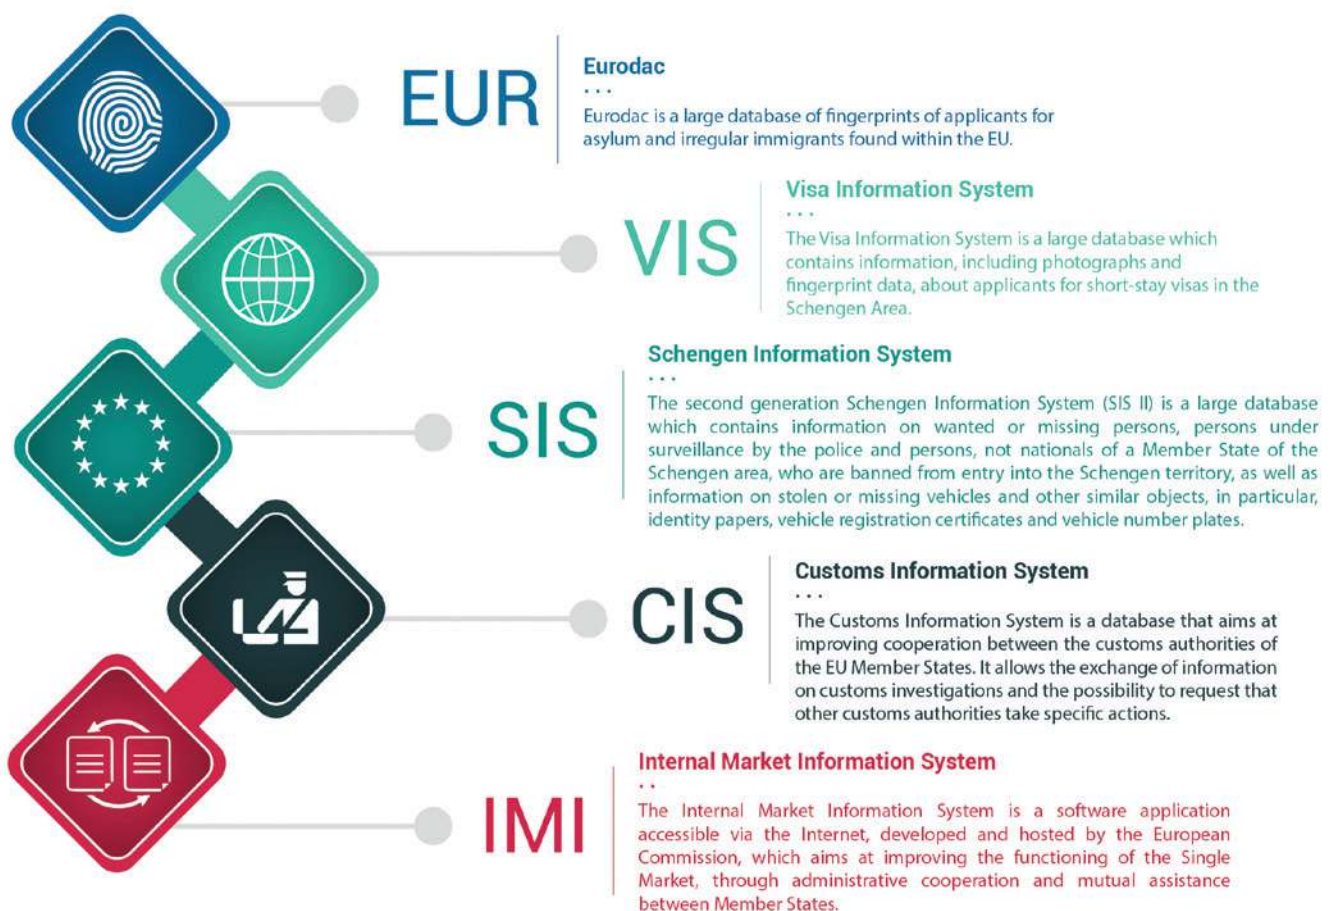 EUR
Eurodac
...
Eurodac is a large database of fingerprints of applicants for
asylum and irregular immigrants found within the EU.
VIS
Visa Information System
...
The Visa Information System is a large database which
contains information, including photographs and
fingerprint data, about applicants for short-stay visas in the
Schengen Area.
SIS
Schengen Information System
...
The second generation Schengen Information System (SIS II) is a large database
which contains information on wanted or missing persons, persons under
surveillance by the police and persons, not nationals of a Member State of the
Schengen area, who are banned from entry into the Schengen territory, as well as
information on stolen or missing vehicles and other similar objects, in particular,
identity papers, vehicle registration certificates and vehicle number plates.
CIS
Customs Information System
...
The Customs Information System is a database that aims at
improving cooperation between the customs authorities of
the EU Member States. It allows the exchange of information
on customs investigations and the possibility to request that
other customs authorities take specific actions.
IMI
Internal Market Information System
..
The Internal Market Information System is a software application
accessible via the Internet, developed and hosted by the European
Commission, which aims at improving the functioning of the Single
Market, through administrative cooperation and mutual assistance
between Member States.